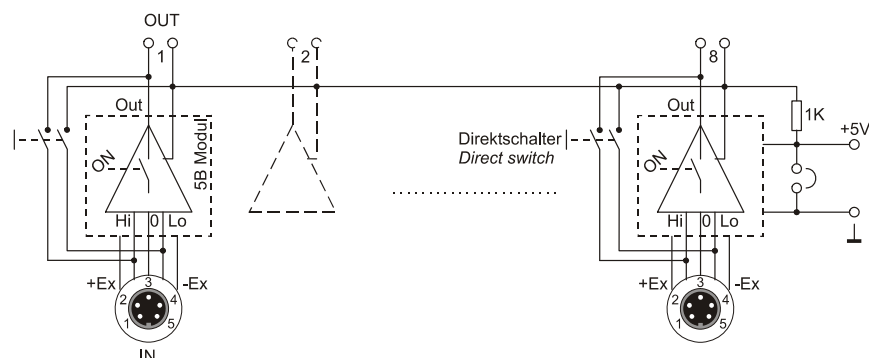 OUT
1 2 8
Out Out 1K
+5V
Direktschalter
Direct switch
ON 5B Modul ON
Hi 0 Lo Hi 0 Lo
+Ex 3 -Ex +Ex 3 -Ex
2 4 2 4
1 5 1 5
IN